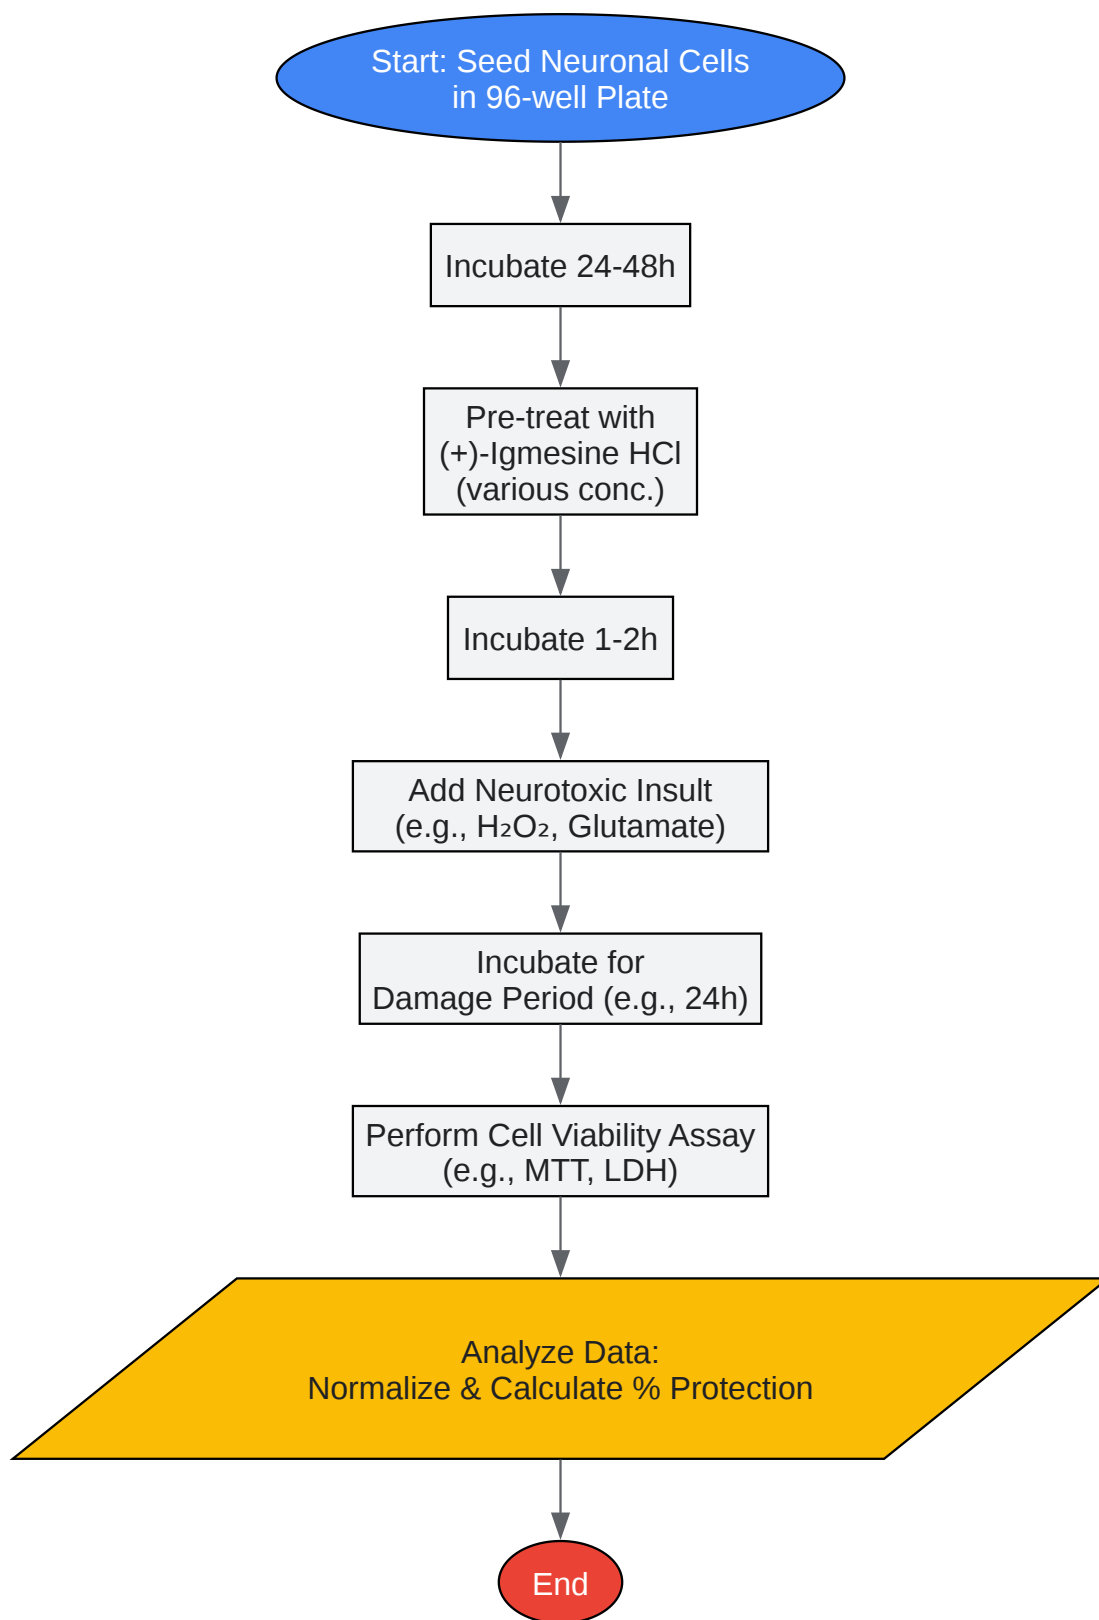 Start: Seed Neuronal Cells
in 96-well Plate
Incubate 24-48h
Pre-treat with
(+)-Igmesine HCl
(various conc.)
Incubate 1-2h
Add Neurotoxic Insult
(e.g., H₂O₂, Glutamate)
Incubate for
Damage Period (e.g., 24h)
Perform Cell Viability Assay
(e.g., MTT, LDH)
Analyze Data:
Normalize & Calculate % Protection
End